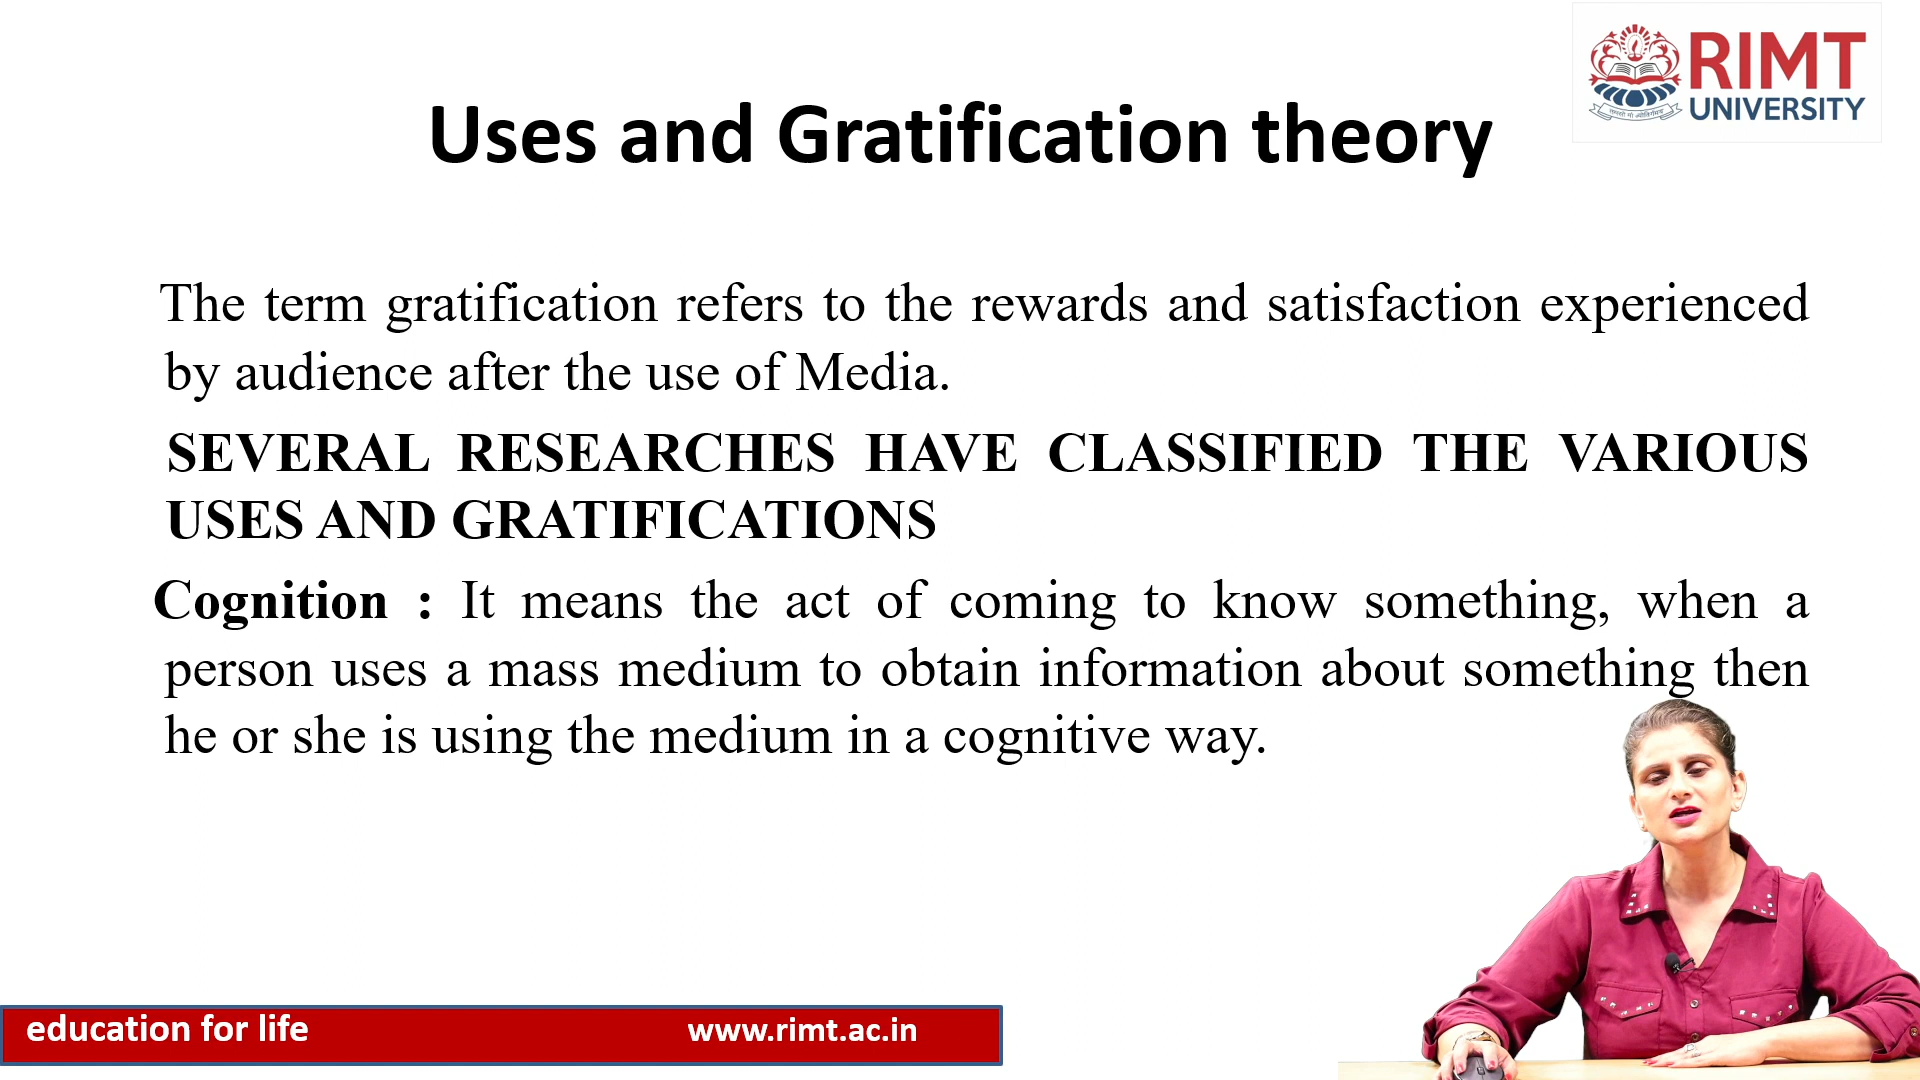 RIMT
UNIVERSITY
Uses and Gratification theory
The term gratification refers to the rewards and satisfaction experienced
by audience after the use of Media.
SEVERAL RESEARCHES HAVE CLASSIFIED THE VARIOUS
USES AND GRATIFICATIONS
Cognition : It means the act of coming to know something, when a
person uses a mass medium to obtain information about something then
he or she is using the medium in a cognitive way.
education for life www.rimt.ac.in